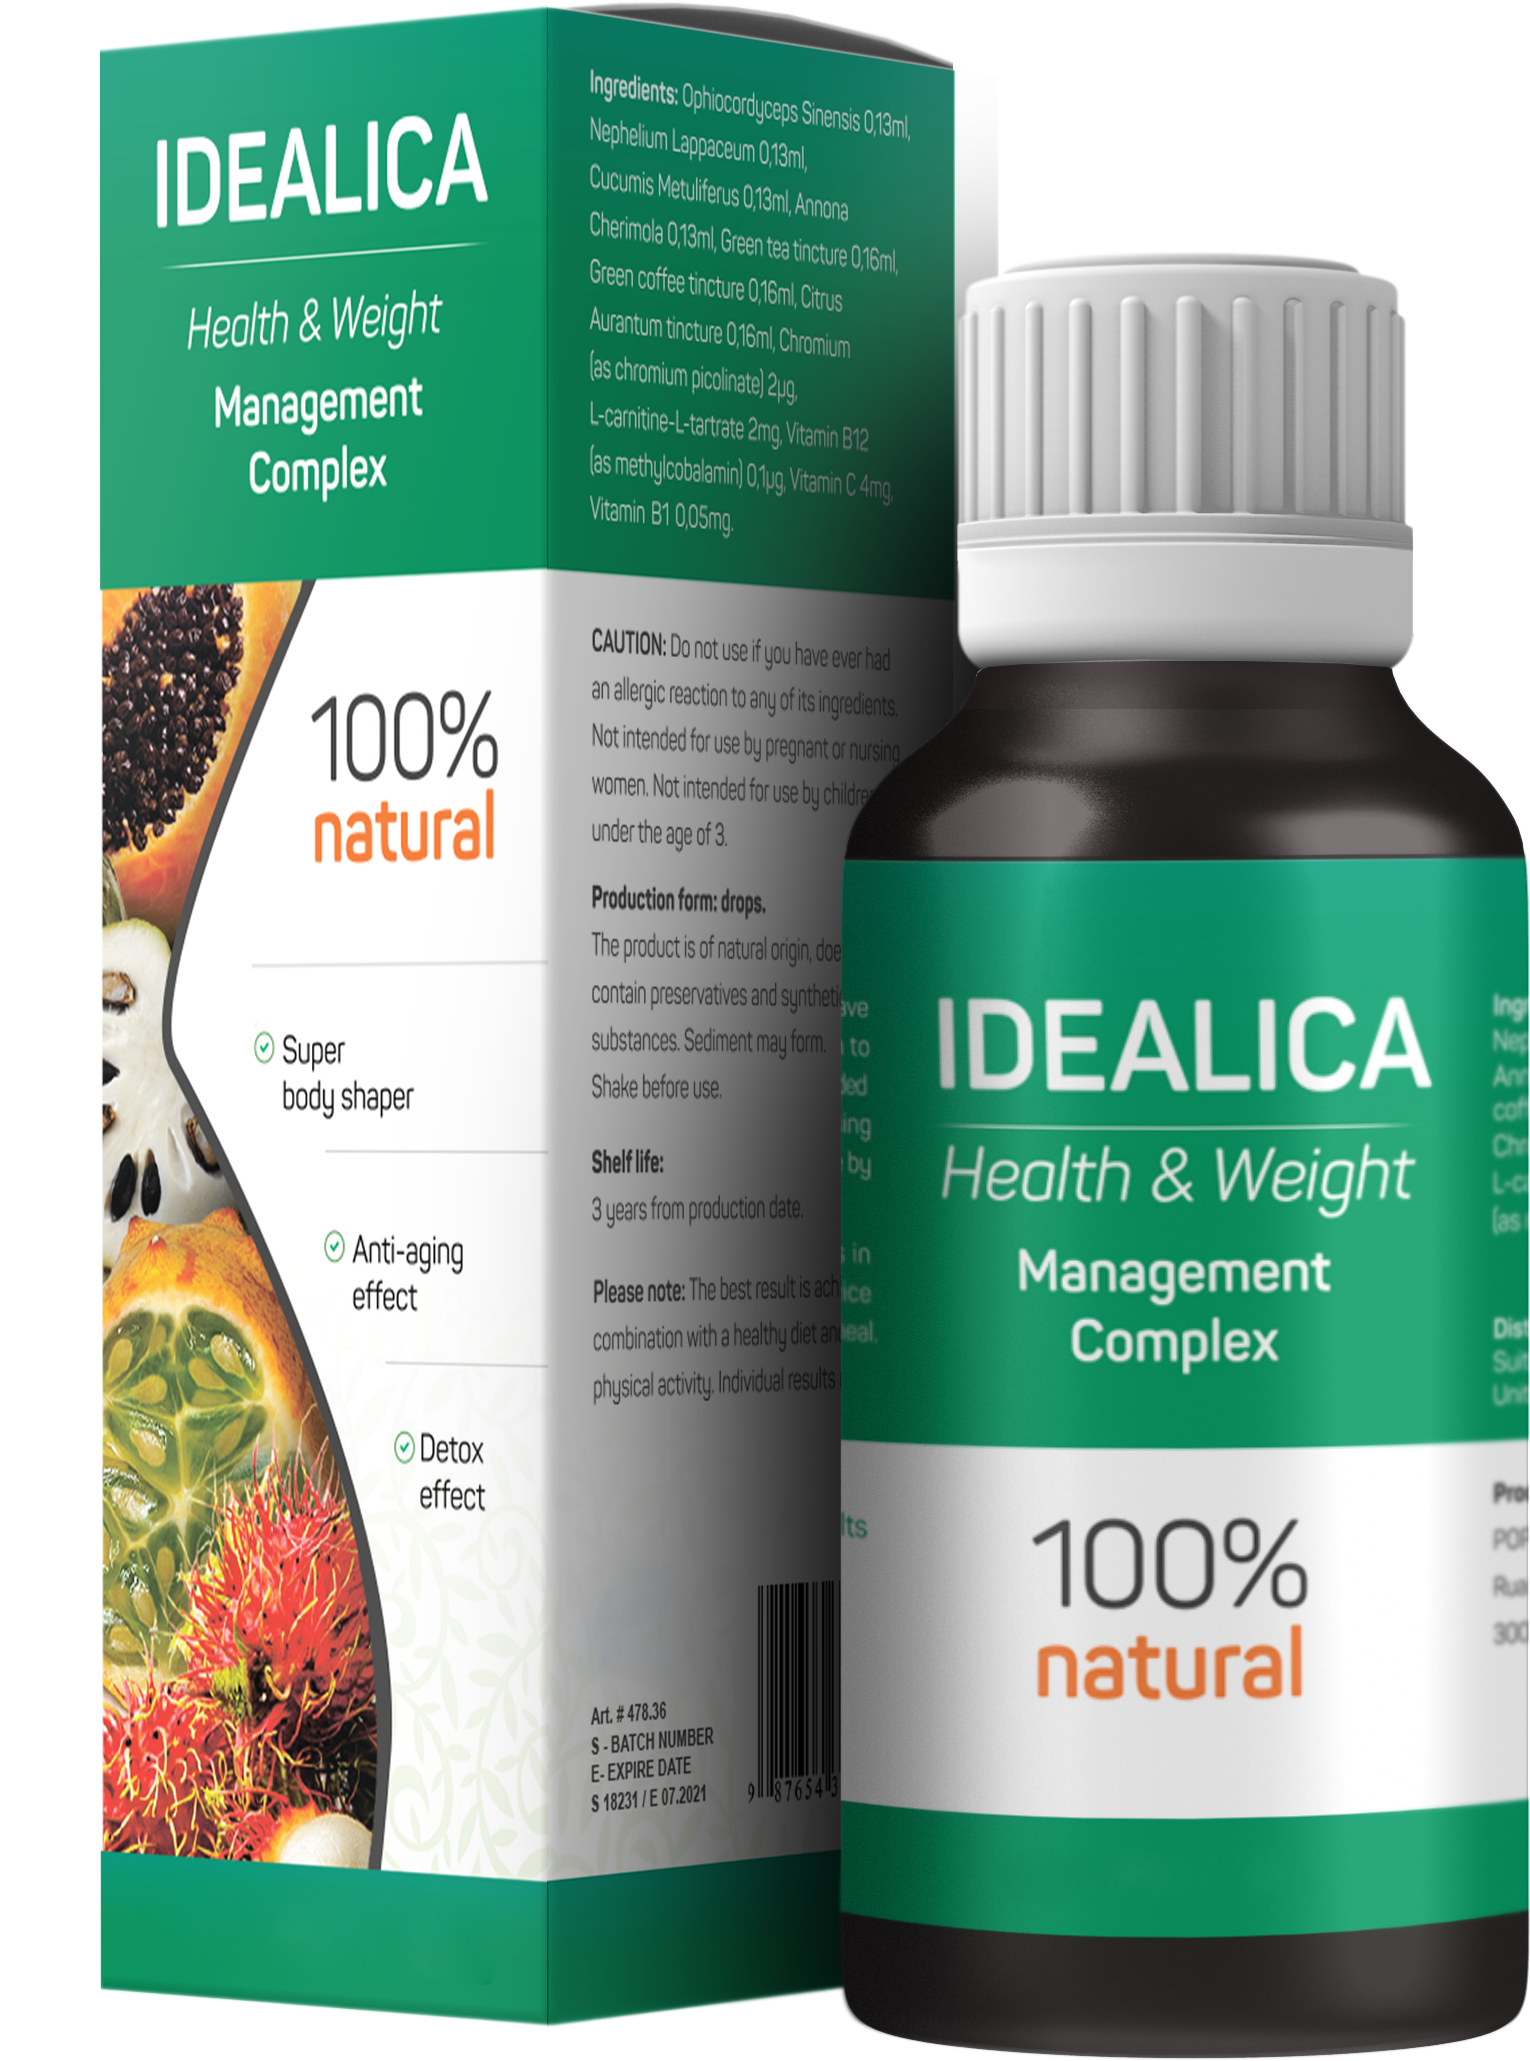 IDEALICA
Health & Weight
Management
Complex
100%
natural
Super
body shaper
Anti-aging
effect
Detox
effect
Ingredients: Ophiocordyceps Sinensis 0,13ml,
Nephelium Lappaceum 0,13ml,
Cucumis Metuliferus 0,13ml, Annona
Cherimola 0,13ml, Green tea tincture 0,16ml,
Green coffee tincture 0,16ml, Citrus
Aurantum tincture 0,16ml, Chromium
(as chromium picolinate) 2µg,
L-carnitine-L-tartrate 2mg, Vitamin B12
(as methylcobalamin) 0,1µg, Vitamin C 4mg,
Vitamin B1 0,05mg.
CAUTION: Do not use if you have ever had
an allergic reaction to any of its ingredients.
Not intended for use by pregnant or nursing
women. Not intended for use by
under the age of 3.
Production form: drops.
The product is of natural origin,
contain preservatives and
substances. Sediment may form.
Shake before use.
Shelf life:
3 years from production date.
Please note: The best result is
combination with a healthy diet
physical activity. Individual results
Art. # 478.36
S - BATCH NUMBER
E- EXPIRE DATE
S 18231 / E 07.2021
9 87654 3
to
by
in
IDEALICA
Health & Weight
Management
Complex
100%
natural
300